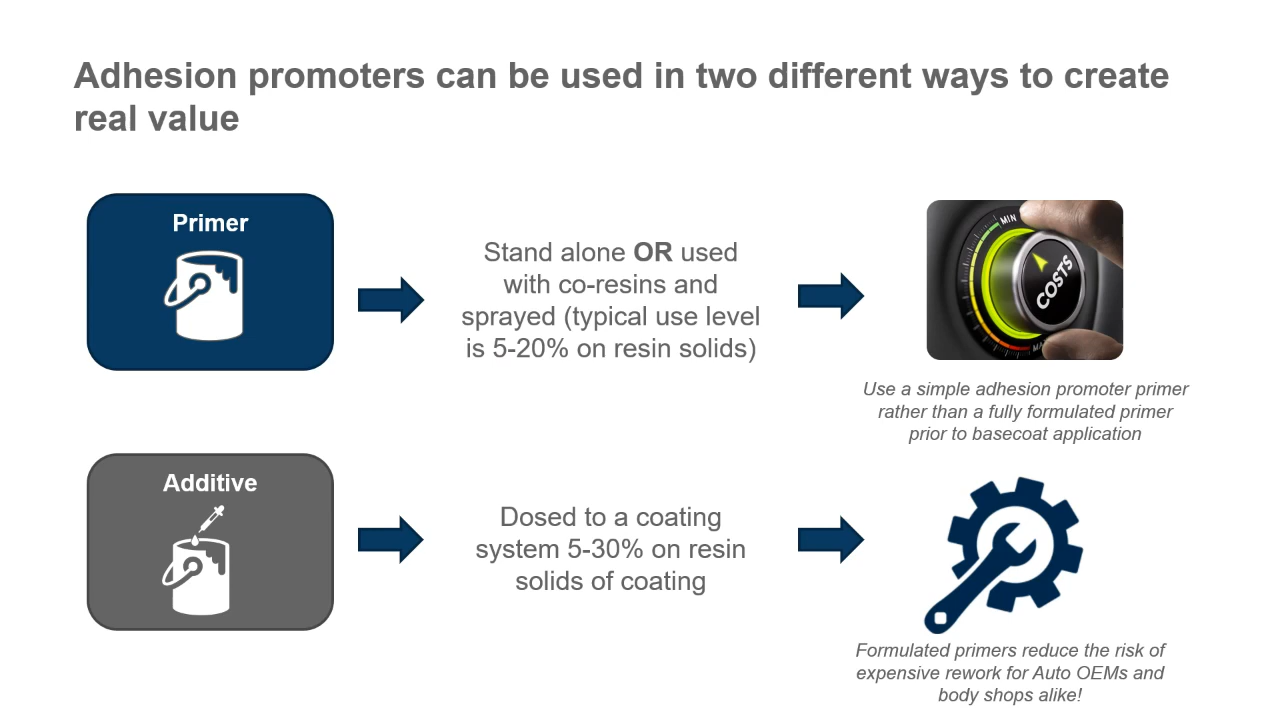 Adhesion promoters can be used in two different ways to create
real value
Primer
Stand alone OR used
with co-resins and
sprayed (typical use level
is 5-20% on resin solids)
MIN
COSTS
Use a simple adhesion promoter primer
rather than a fully formulated primer
prior to basecoat application
Additive
Dosed to a coating
system 5-30% on resin
solids of coating
Formulated primers reduce the risk of
expensive rework for Auto OEMs and
body shops alike!